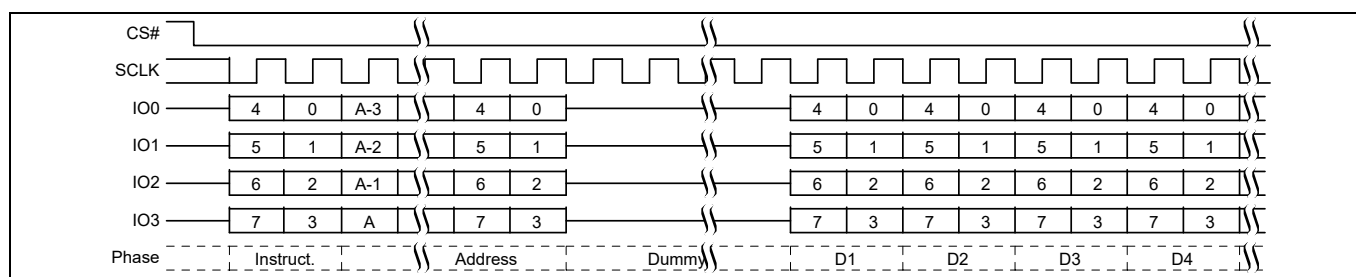 CS#
SCLK
IO0 4 0 A-3 4 0 4 0 4 0 4 0 4 0
IO1 5 1 A-2 5 1 5 1 5 1 5 1 5 1
IO2 6 2 A-1 6 2 6 2 6 2 6 2 6 2
IO3 7 3 A 7 3 7 3 7 3 7 3 7 3
Phase Instruct. Address Dummy D1 D2 D3 D4